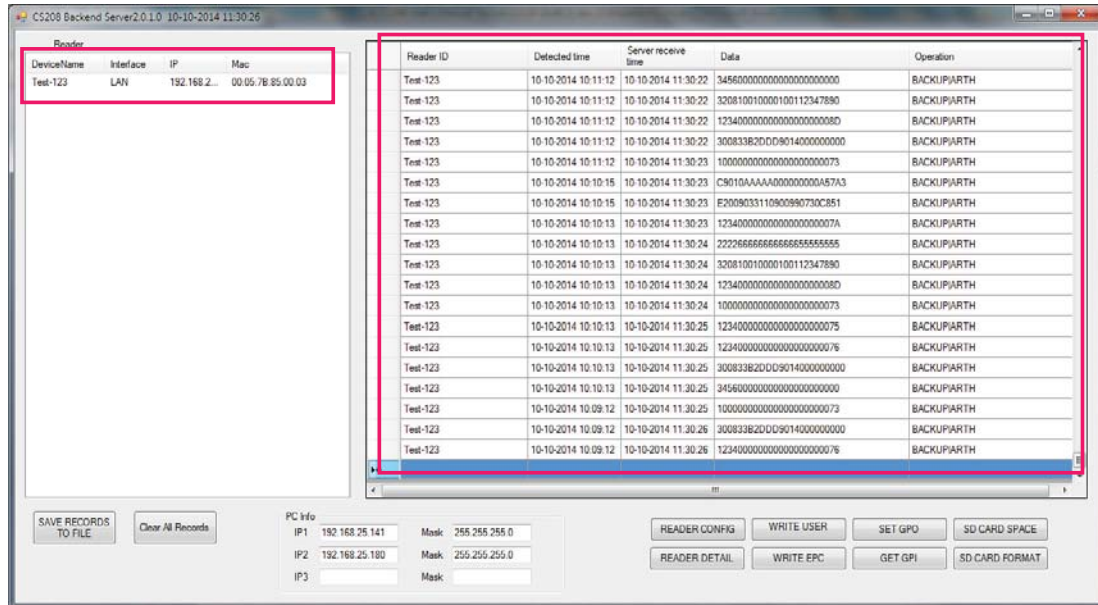 CS208 Backend Server2.0.1.0 10-10-2014 11:30:26
Reader
DeviceName Interface IP Mac
Test-123 LAN 192.168.2... 00:05:7B:85:00:03
Reader ID Detected time Server receive time Data Operation
Test-123 10-10-2014 10:11:12 10-10-2014 11:30:22 345600000000000000000000 BACKUP|ARTH
Test-123 10-10-2014 10:11:12 10-10-2014 11:30:22 320810010000100112347890 BACKUP|ARTH
Test-123 10-10-2014 10:11:12 10-10-2014 11:30:22 12340000000000000000008D BACKUP|ARTH
Test-123 10-10-2014 10:11:12 10-10-2014 11:30:22 300833B2DDD9014000000000 BACKUP|ARTH
Test-123 10-10-2014 10:11:12 10-10-2014 11:30:23 100000000000000000000073 BACKUP|ARTH
Test-123 10-10-2014 10:10:15 10-10-2014 11:30:23 C9010AAAAA000000000A57A3 BACKUP|ARTH
Test-123 10-10-2014 10:10:15 10-10-2014 11:30:23 E2009033110900990730C851 BACKUP|ARTH
Test-123 10-10-2014 10:10:13 10-10-2014 11:30:23 12340000000000000000007A BACKUP|ARTH
Test-123 10-10-2014 10:10:13 10-10-2014 11:30:24 222266666666666655555555 BACKUP|ARTH
Test-123 10-10-2014 10:10:13 10-10-2014 11:30:24 320810010000100112347890 BACKUP|ARTH
Test-123 10-10-2014 10:10:13 10-10-2014 11:30:24 12340000000000000000008D BACKUP|ARTH
Test-123 10-10-2014 10:10:13 10-10-2014 11:30:24 100000000000000000000073 BACKUP|ARTH
Test-123 10-10-2014 10:10:13 10-10-2014 11:30:25 123400000000000000000075 BACKUP|ARTH
Test-123 10-10-2014 10:10:13 10-10-2014 11:30:25 123400000000000000000076 BACKUP|ARTH
Test-123 10-10-2014 10:10:13 10-10-2014 11:30:25 300833B2DDD9014000000000 BACKUP|ARTH
Test-123 10-10-2014 10:10:13 10-10-2014 11:30:25 345600000000000000000000 BACKUP|ARTH
Test-123 10-10-2014 10:09:12 10-10-2014 11:30:25 100000000000000000000073 BACKUP|ARTH
Test-123 10-10-2014 10:09:12 10-10-2014 11:30:26 300833B2DDD9014000000000 BACKUP|ARTH
Test-123 10-10-2014 10:09:12 10-10-2014 11:30:26 123400000000000000000076 BACKUP|ARTH
SAVE RECORDS TO FILE Clear All Records
PC Info
IP1 192.168.25.141 Mask 255.255.255.0
IP2 192.168.25.180 Mask 255.255.255.0
IP3 Mask
READER CONFIG WRITE USER SET GPO SD CARD SPACE
READER DETAIL WRITE EPC GET GPI SD CARD FORMAT